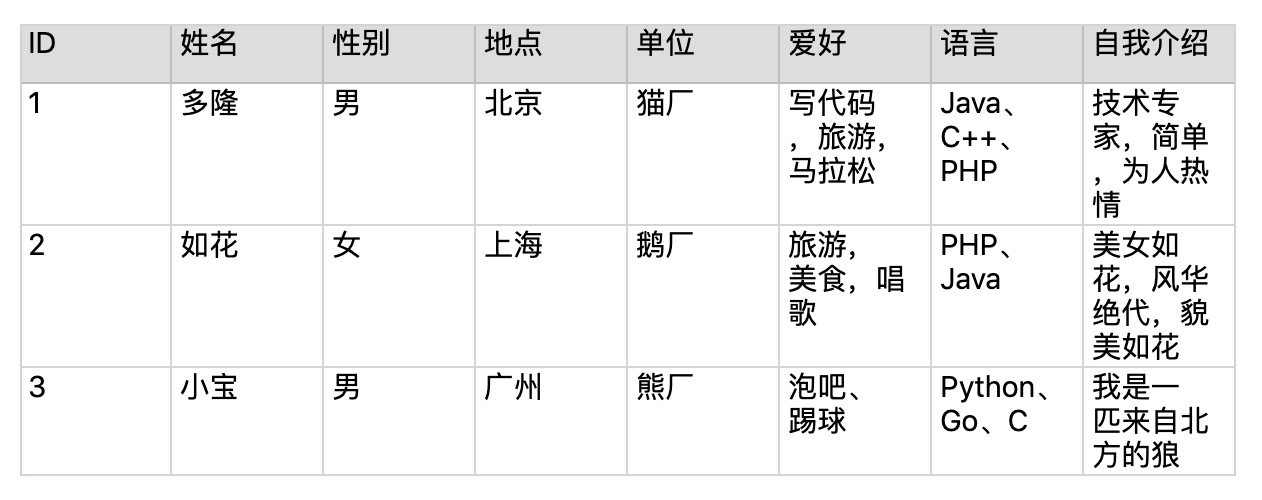 ID 姓名 性别 地点 单位 爱好 语言 自我介绍
1 多隆 男 北京 猫厂 写代码 Java、 技术专
，旅游， C++、 家，简单
马拉松 PHP ，为人热
情
2 如花 女 上海 鹅厂 旅游， PHP、 美女如
美食，唱 Java 花，风华
歌 绝代，貌
美如花
3 小宝 男 广州 熊厂 泡吧、 Python、 我是一
踢球 Go、C 匹来自北
方的狼